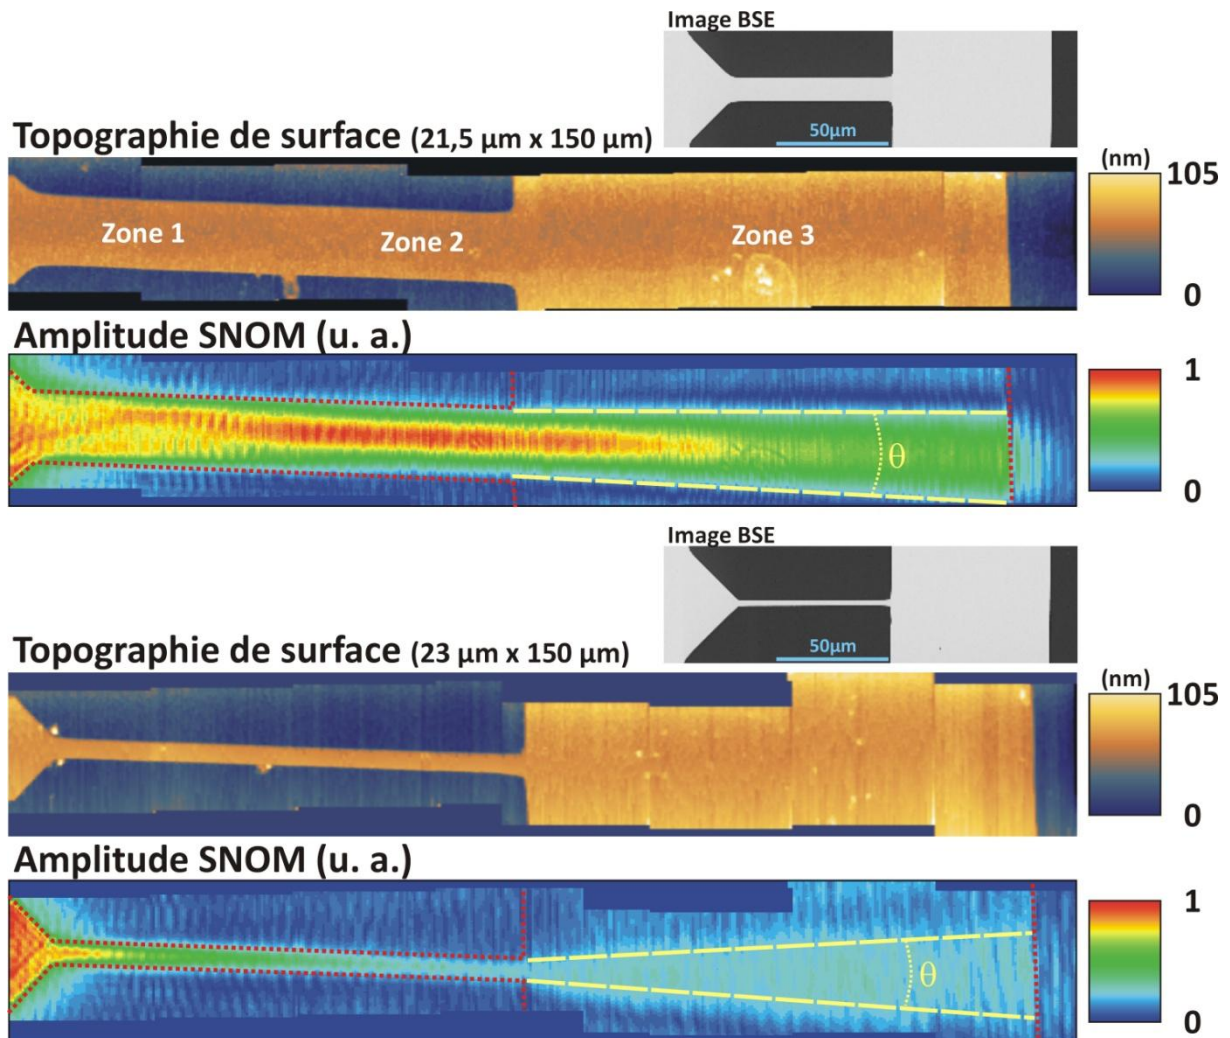 Image BSE
50µm
Topographie de surface (21,5 µm x 150 µm)
(nm)
105
0
Zone 1
Zone 2
Zone 3
Amplitude SNOM (u. a.)
1
0
θ
Image BSE
50µm
Topographie de surface (23 µm x 150 µm)
(nm)
105
0
Amplitude SNOM (u. a.)
1
0
θ